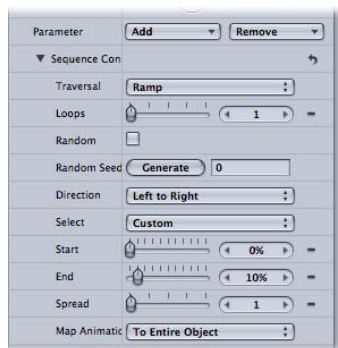 Parameter Add Remove
Sequence Con
Traversal Ramp
Loops 1
Random
Random Seed Generate 0
Direction Left to Right
Select Custom
Start 0%
End 10%
Spread 1
Map Animatic To Entire Object